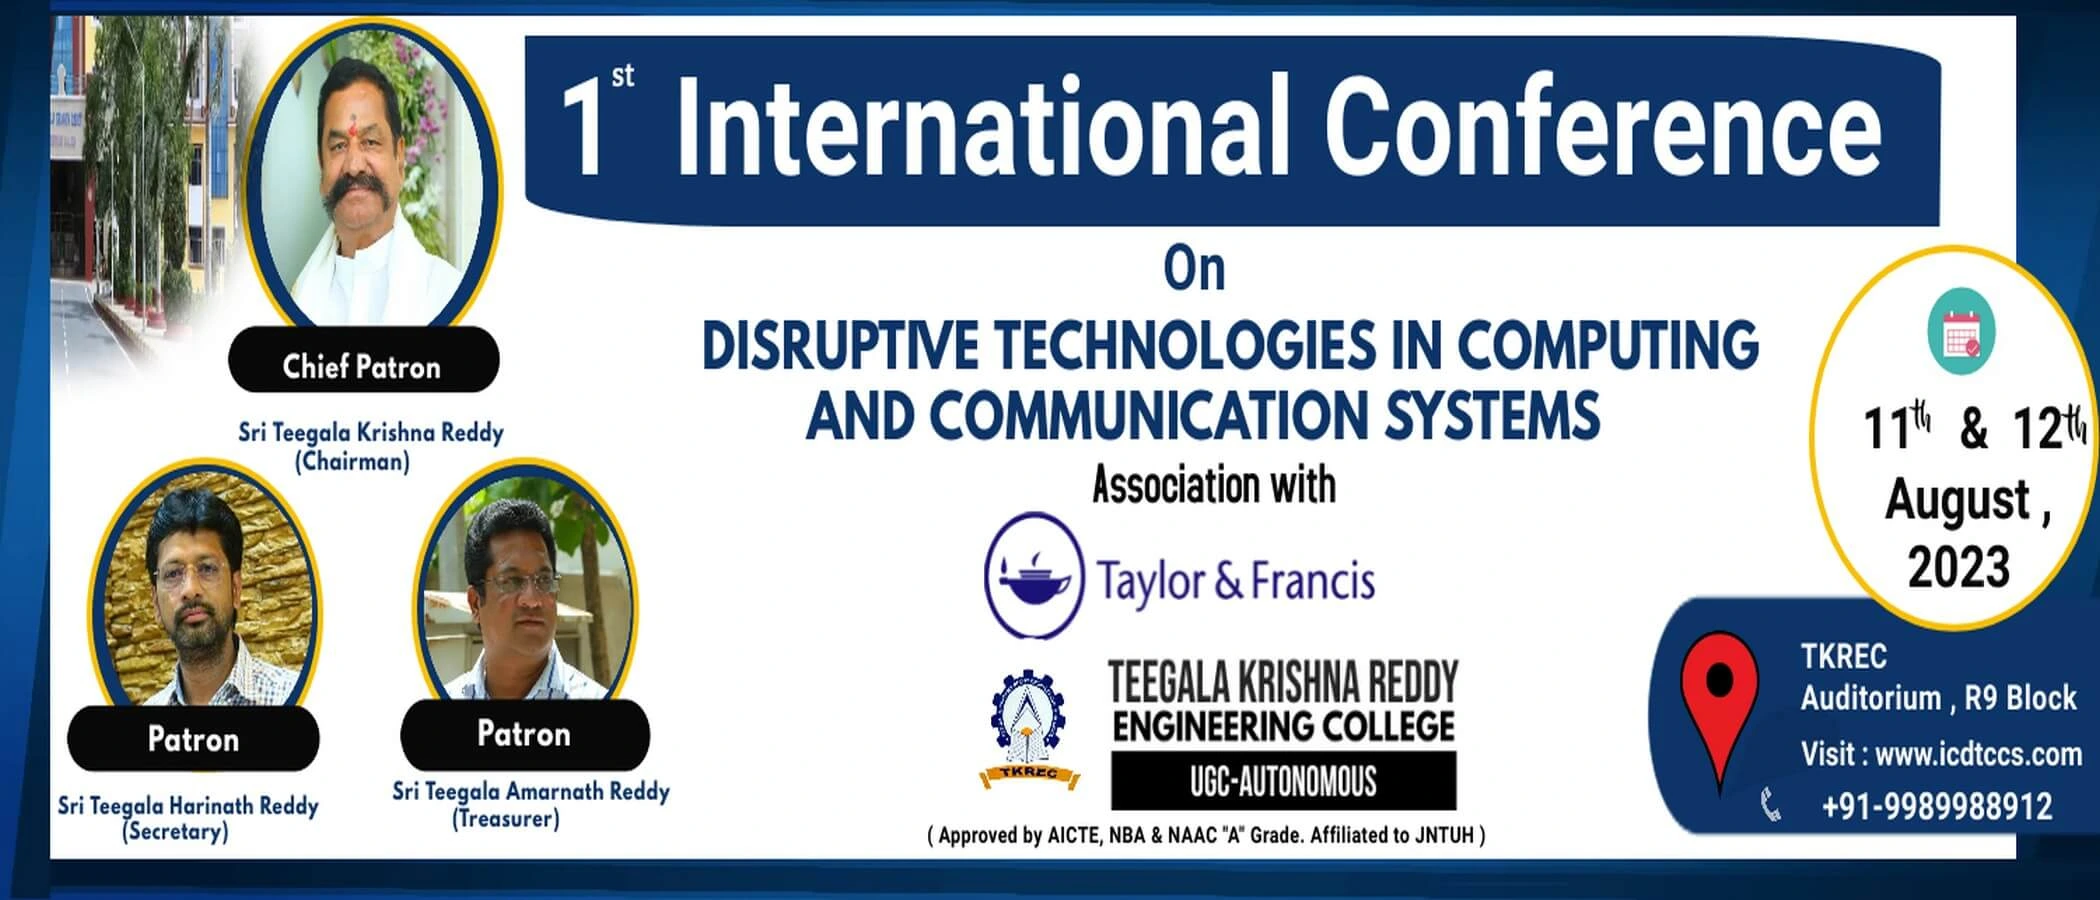 1st International Conference
On
DISRUPTIVE TECHNOLOGIES IN COMPUTING
AND COMMUNICATION SYSTEMS
Association with
Taylor & Francis
TKREC
TEEGALA KRISHNA REDDY
ENGINEERING COLLEGE
UGC-AUTONOMOUS
( Approved by AICTE, NBA & NAAC "A" Grade. Affiliated to JNTUH )
Chief Patron
Sri Teegala Krishna Reddy
(Chairman)
Patron
Sri Teegala Harinath Reddy
(Secretary)
Patron
Sri Teegala Amarnath Reddy
(Treasurer)
11th & 12th
August ,
2023
TKREC
Auditorium , R9 Block
Visit : www.icdtccs.com
+91-9989988912